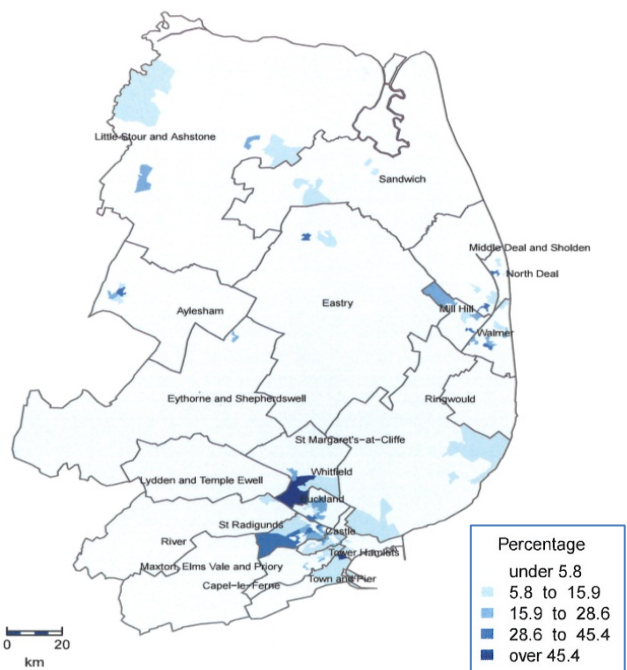 Little Stour and Ashstone
Sandwich
Middle Deal and Sholden
North Deal
Eastry
Aylesham
Mill Hill
Walmer
Eythorne and Shepherdswell
Ringwould
St Margaret's-at-Cliffe
Whitfield
Lydden and Temple Ewell
Buckland
St Radigunds
Castle
River
Tower Hamlets
Maxton, Elms Vale and Priory
Town and Pier
Capel-le-Ferne
Percentage
under 5.8
5.8 to 15.9
15.9 to 28.6
28.6 to 45.4
over 45.4
0 20
km